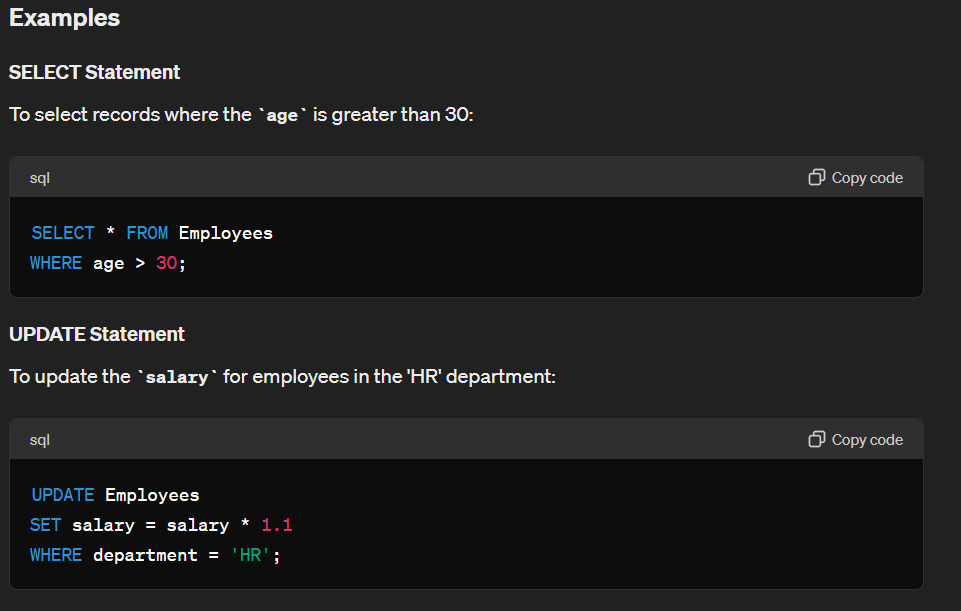 Examples
SELECT Statement
To select records where the `age` is greater than 30:
sql
Copy code
SELECT * FROM Employees
WHERE age > 30;
UPDATE Statement
To update the `salary` for employees in the 'HR' department:
sql
Copy code
UPDATE Employees
SET salary = salary * 1.1
WHERE department = 'HR';